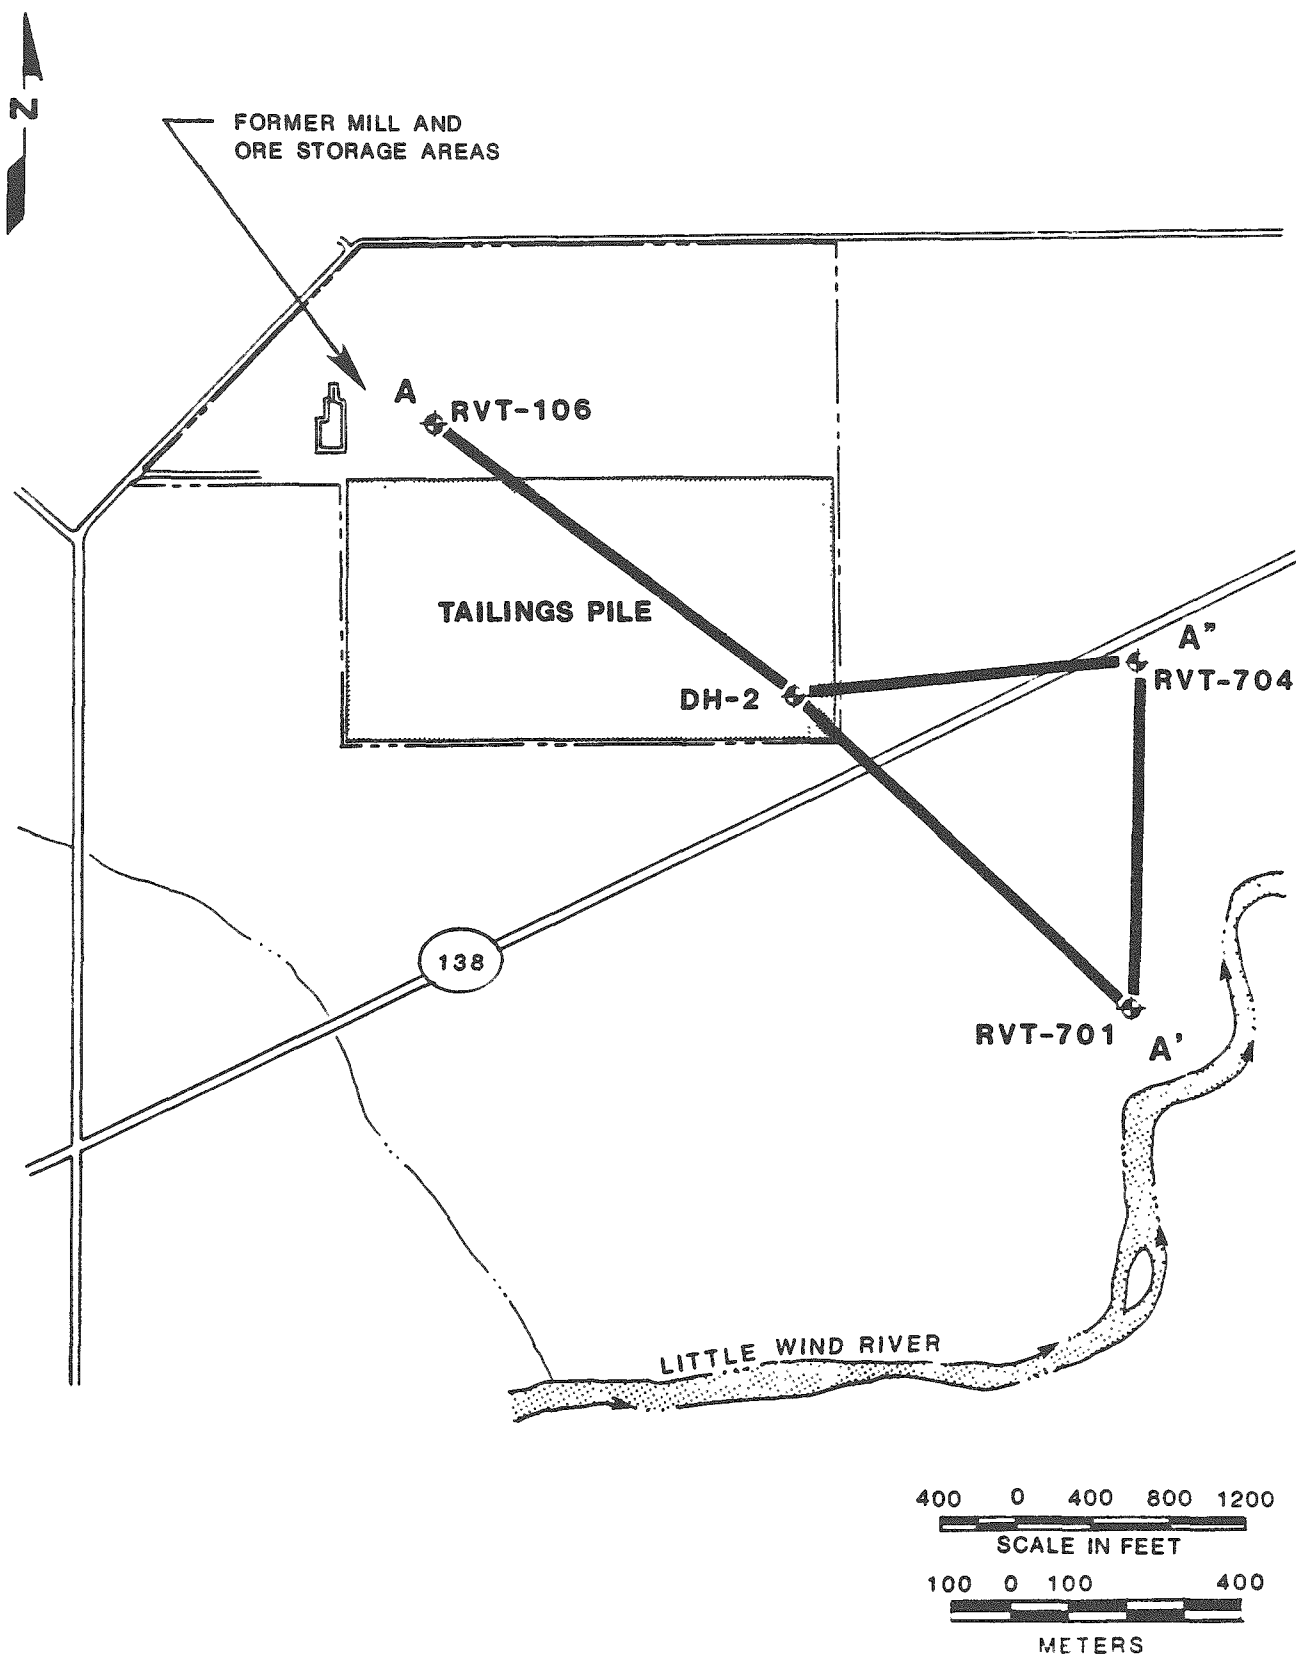 N
FORMER MILL AND
ORE STORAGE AREAS
A
RVT-106
TAILINGS PILE
A"
RVT-704
DH-2
138
RVT-701
A'
LITTLE WIND RIVER
400 0 400 800 1200
SCALE IN FEET
100 0 100 400
METERS